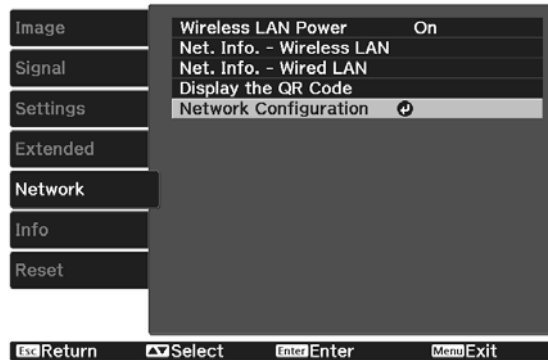 Image
Signal
Settings
Extended
Network
Info
Reset
Wireless LAN Power On
Net. Info. - Wireless LAN
Net. Info. - Wired LAN
Display the QR Code
Network Configuration
Esc Return Select Enter Enter Menu Exit